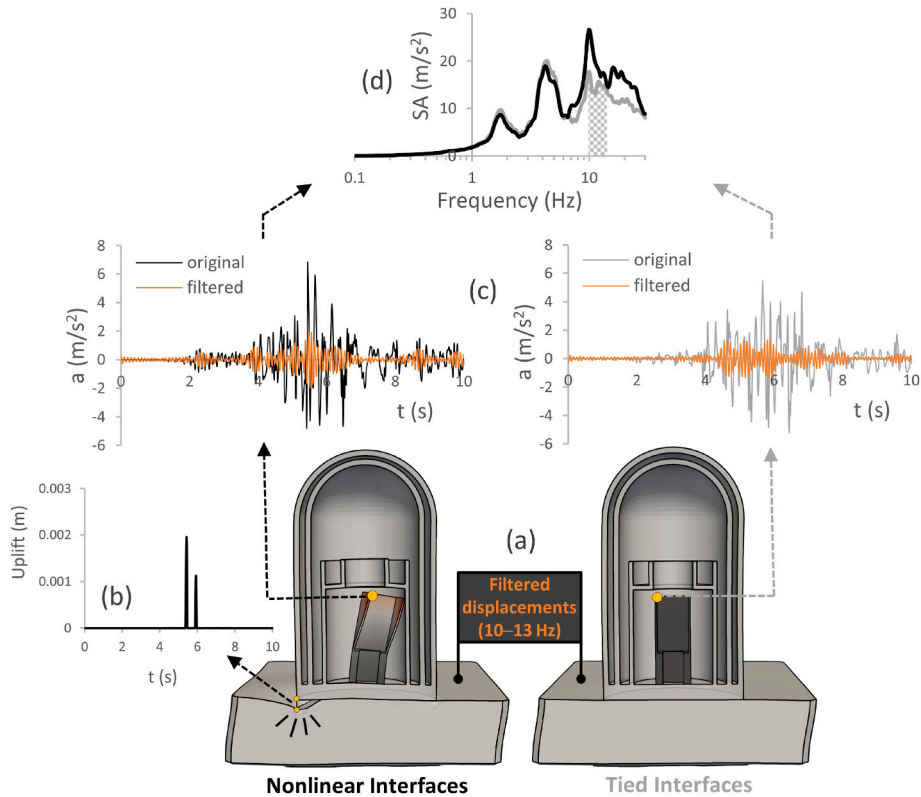 (d)
SA (m/s²)
30
20
10
0
0.1
1
10
Frequency (Hz)
(c)
original
filtered
a (m/s²)
8
6
4
2
0
-2
-4
-6
0
2
4
6
8
10
t (s)
original
filtered
a (m/s²)
8
6
4
2
0
-2
-4
-6
0
2
4
6
8
10
t (s)
(b)
Uplift (m)
0.003
0.002
0.001
0
0
2
4
6
8
10
t (s)
(a)
Filtered
displacements
(10–13 Hz)
Nonlinear Interfaces
Tied Interfaces